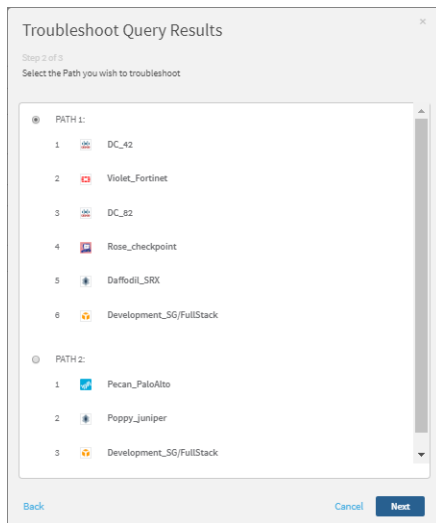 Troubleshoot Query Results
×
Step 2 of 5
Select the Path you wish to troubleshoot
PATH 1:
1 DC_42
2 Violet_Fortinet
3 DC_82
4 Rose_checkpoint
5 Daffodil_SRX
6 Development_SG/FullStack
PATH 2:
1 Pecan_PaloAlto
2 Poppy_juniper
3 Development_SG/FullStack
Back Cancel Next